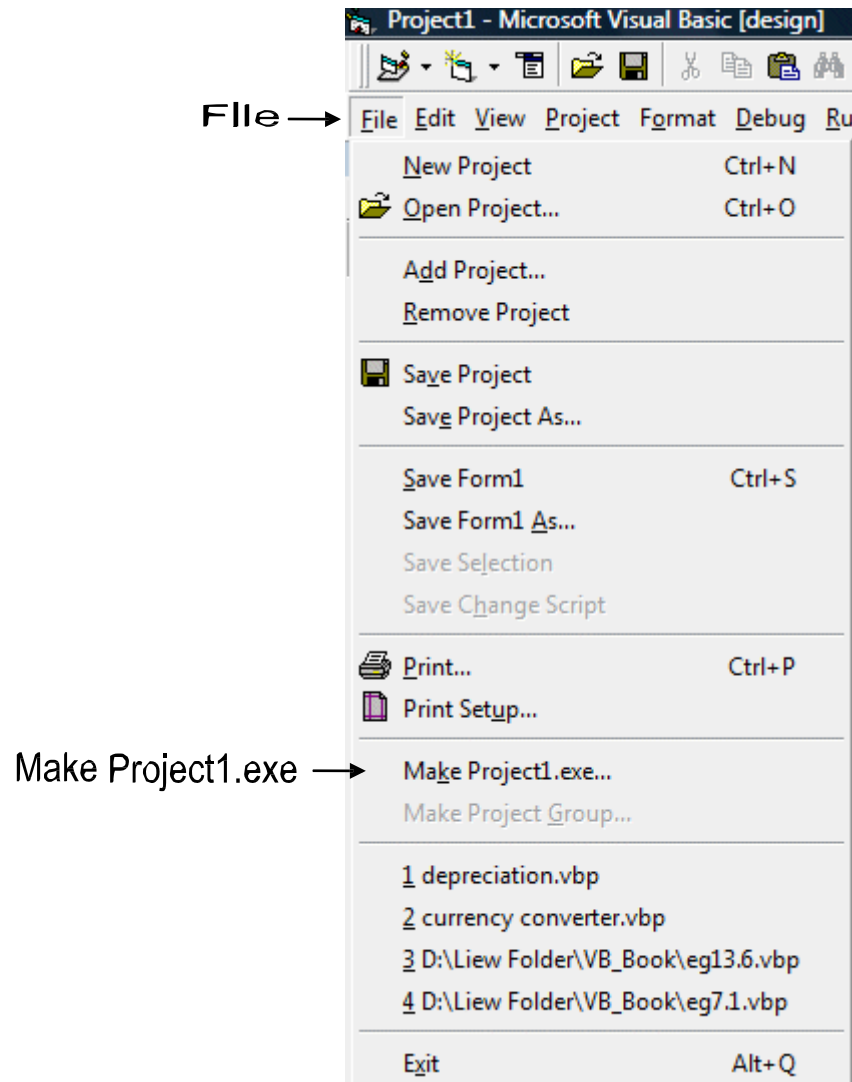 Project1 - Microsoft Visual Basic [design]
File File Edit View Project Format Debug Ru
New Project Ctrl+N
Open Project... Ctrl+O
Add Project...
Remove Project
Save Project
Save Project As...
Save Form1 Ctrl+S
Save Form1 As...
Save Selection
Save Change Script
Print... Ctrl+P
Print Setup...
Make Project1.exe Make Project1.exe...
Make Project Group...
1 depreciation.vbp
2 currency converter.vbp
3 D:\Liew Folder\VB_Book\eg13.6.vbp
4 D:\Liew Folder\VB_Book\eg7.1.vbp
Exit Alt+Q